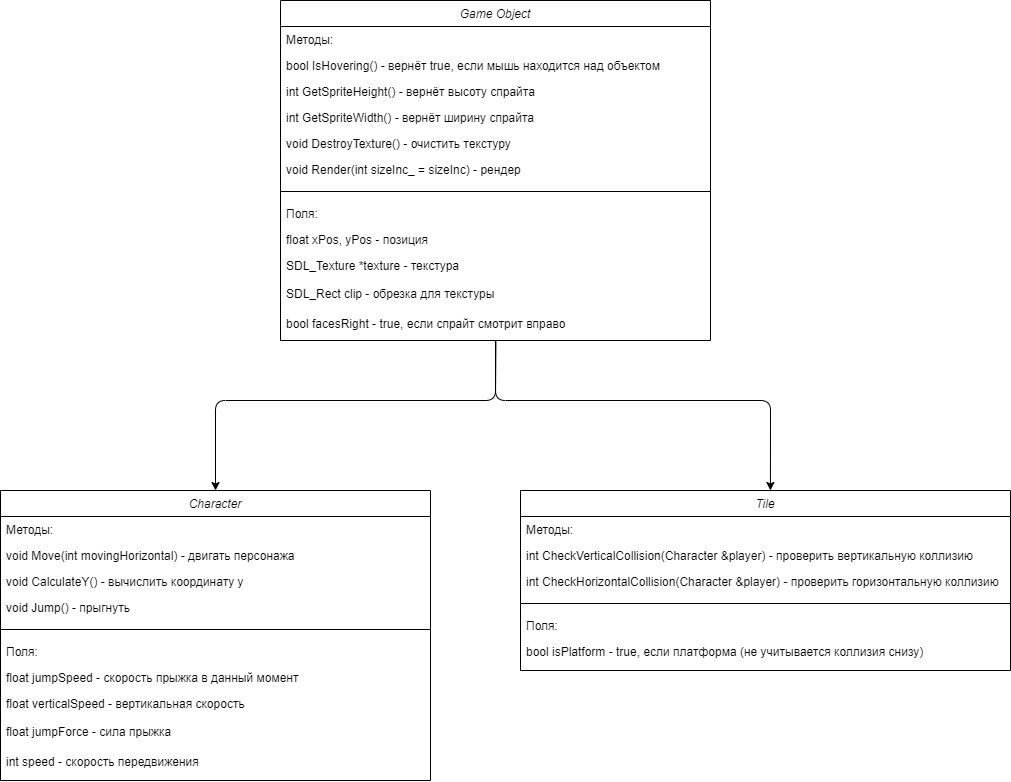 Game Object
Методы:
bool IsHovering() - вернёт true, если мышь находится над объектом
int GetSpriteHeight() - вернёт высоту спрайта
int GetSpriteWidth() - вернёт ширину спрайта
void DestroyTexture() - очистить текстуру
void Render(int sizeInc_ = sizeInc) - рендер
Поля:
float xPos, yPos - позиция
SDL_Texture *texture - текстура
SDL_Rect clip - обрезка для текстуры
bool facesRight - true, если спрайт смотрит вправо
Character
Методы:
void Move(int movingHorizontal) - двигать персонажа
void CalculateY() - вычислить координату y
void Jump() - прыгнуть
Поля:
float jumpSpeed - скорость прыжка в данный момент
float verticalSpeed - вертикальная скорость
float jumpForce - сила прыжка
int speed - скорость передвижения
Tile
Методы:
int CheckVerticalCollision(Character &player) - проверить вертикальную коллизию
int CheckHorizontalCollision(Character &player) - проверить горизонтальную коллизию
Поля:
bool isPlatform - true, если платформа (не учитывается коллизия снизу)